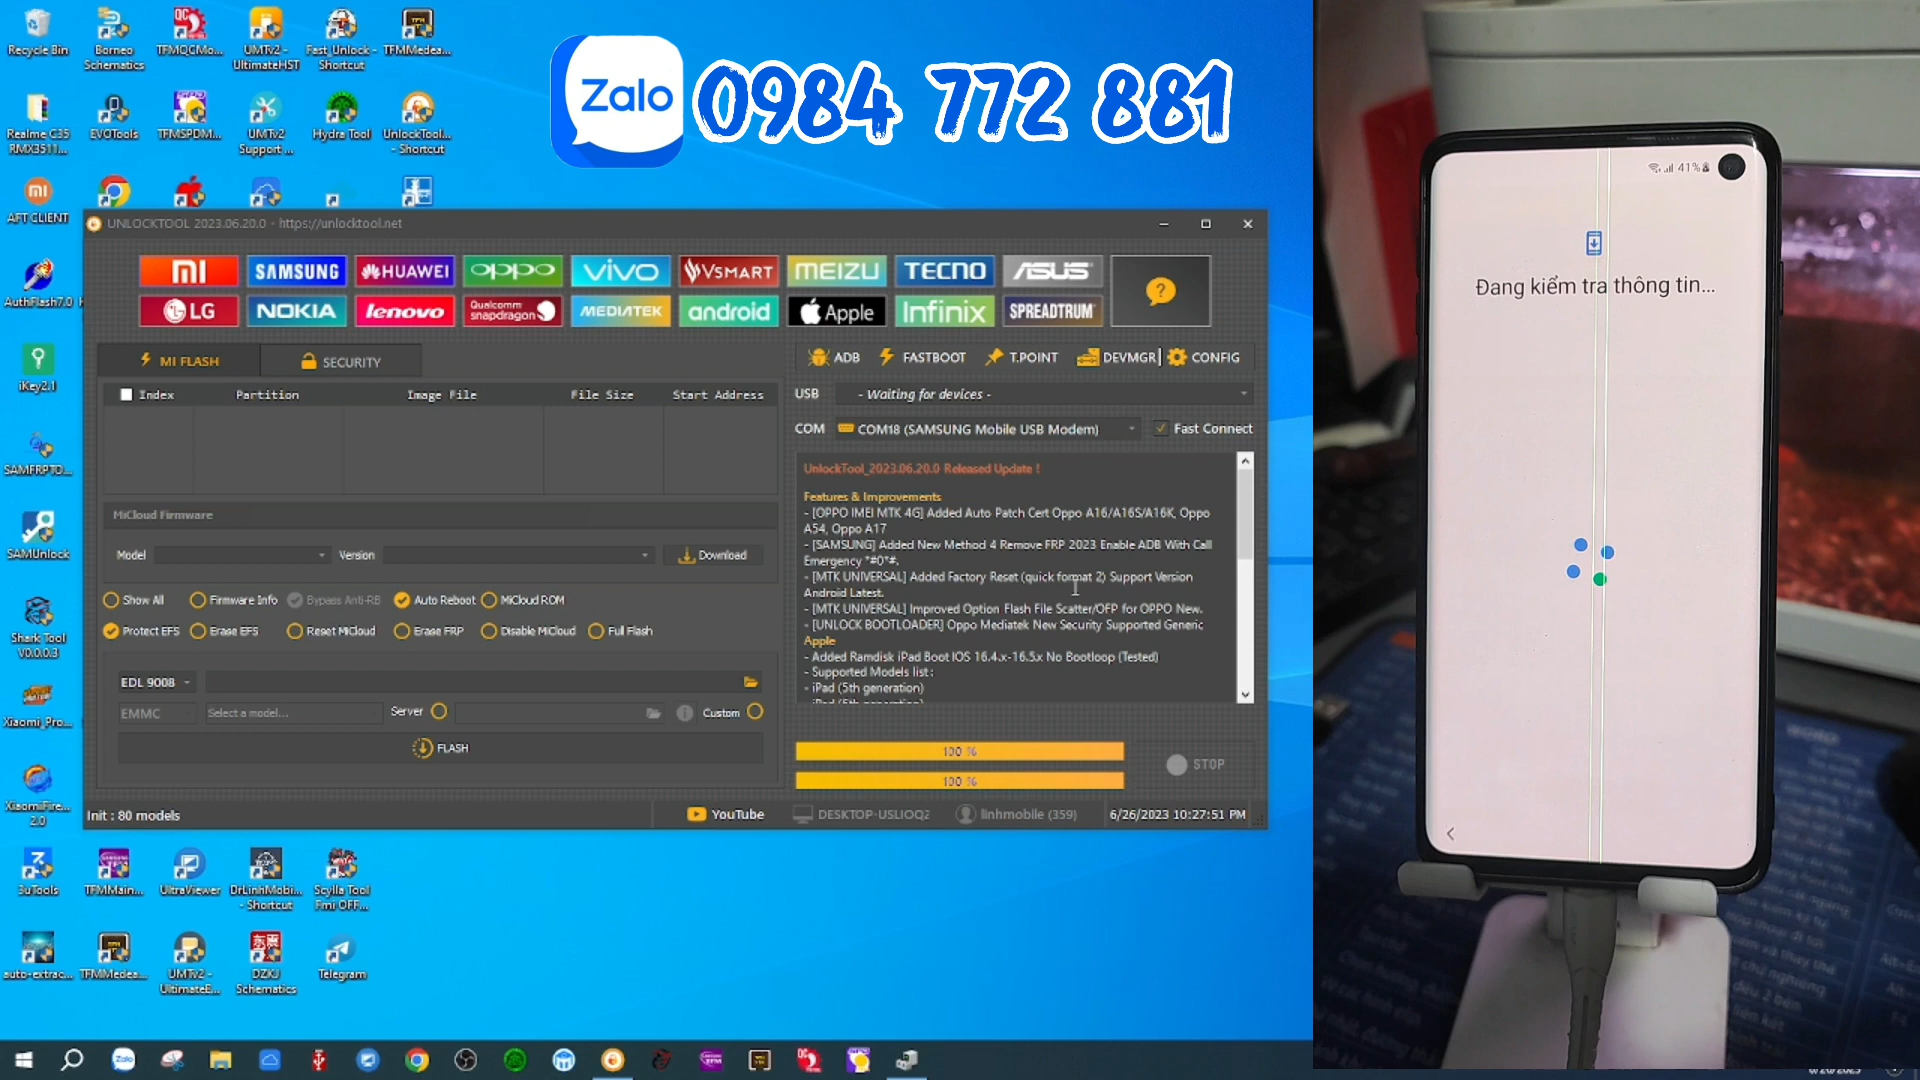 Recycle Bin
Borneo Schematics
TFMQCMo...
UMTv2 - UltimateHST
Fast_Unlock - Shortcut
TFMMedea...
Zalo
0984 772 881
Realme C35 RMX3511...
EVOTools
TFMSPDM...
UMTv2 Support ...
Hydra Tool
UnlockTool... - Shortcut
AFT CLIENT
AuthFlash7.0
iKey2.1
SAMFRPTO...
SAMUnlock
Shark Tool V0.0.0.3
Xiaomi_Pro...
XiaomiFire... 2.0
UNLOCKTOOL 2023.06.20.0 - https://unlocktool.net
SAMSUNG
HUAWEI
oppo
vivo
VSMART
MEIZU
TECNO
ASUS
LG
NOKIA
lenovo
Qualcomm snapdragon
MEDIATEK
android
Apple
Infinix
SPREADTRUM
MI FLASH
SECURITY
ADB
FASTBOOT
T.POINT
DEVMGR
CONFIG
Index Partition Image File File Size Start Address
USB - Waiting for devices -
COM COM18 (SAMSUNG Mobile USB Modem) Fast Connect
UnlockTool_2023.06.20.0 Released Update !
Features & Improvements
- [OPPO IMEI MTK 4G] Added Auto Patch Cert Oppo A16/A16S/A16K, Oppo
A54, Oppo A17
- [SAMSUNG] Added New Method 4 Remove FRP 2023 Enable ADB With Call
Emergency *#0*#.
- [MTK UNIVERSAL] Added Factory Reset (quick format 2) Support Version
Android Latest.
- [MTK UNIVERSAL] Improved Option Flash File Scatter/OFP for OPPO New.
- [UNLOCK BOOTLOADER] Oppo Mediatek New Security Supported Generic
Apple
- Added Ramdisk iPad Boot IOS 16.4.x-16.5.x No Bootloop (Tested)
- Supported Models list :
- iPad (5th generation)
- iPad (6th generation)
MiCloud Firmware
Model Version Download
Show All Firmware Info Bypass Anti-RB Auto Reboot MiCloud ROM
Protect EFS Erase EFS Reset MiCloud Erase FRP Disable MiCloud Full Flash
EDL 9008
EMMC Select a model... Server Custom
FLASH
100 %
100 %
STOP
Init : 80 models
YouTube
DESKTOP-USLIOQ2
linhmobile (359)
6/26/2023 10:27:51 PM
3uTools
TFMMain...
UltraViewer
DrLinhMobi... - Shortcut
Scylla Tool Fmi OFF...
auto-extrac...
TFMMedea...
UMTv2 - UltimateE...
DZKJ Schematics
Telegram
41%
Đang kiểm tra thông tin...